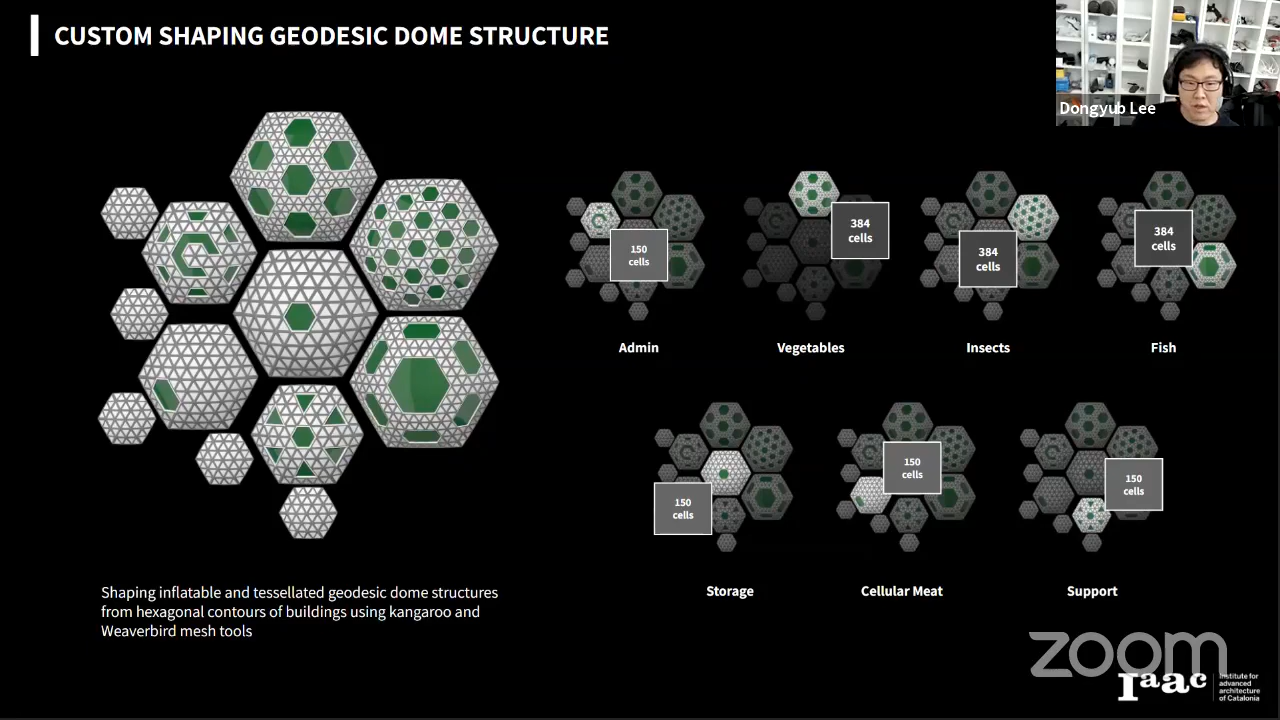 CUSTOM SHAPING GEODESIC DOME STRUCTURE
Dongyub Lee
150
cells
384
cells
384
cells
384
cells
Admin
Vegetables
Insects
Fish
150
cells
150
cells
150
cells
Storage
Cellular Meat
Support
Shaping inflatable and tessellated geodesic dome structures
from hexagonal contours of buildings using kangaroo and
Weaverbird mesh tools
zoom
Iaac
Institute for
advanced
architecture
of Catalonia